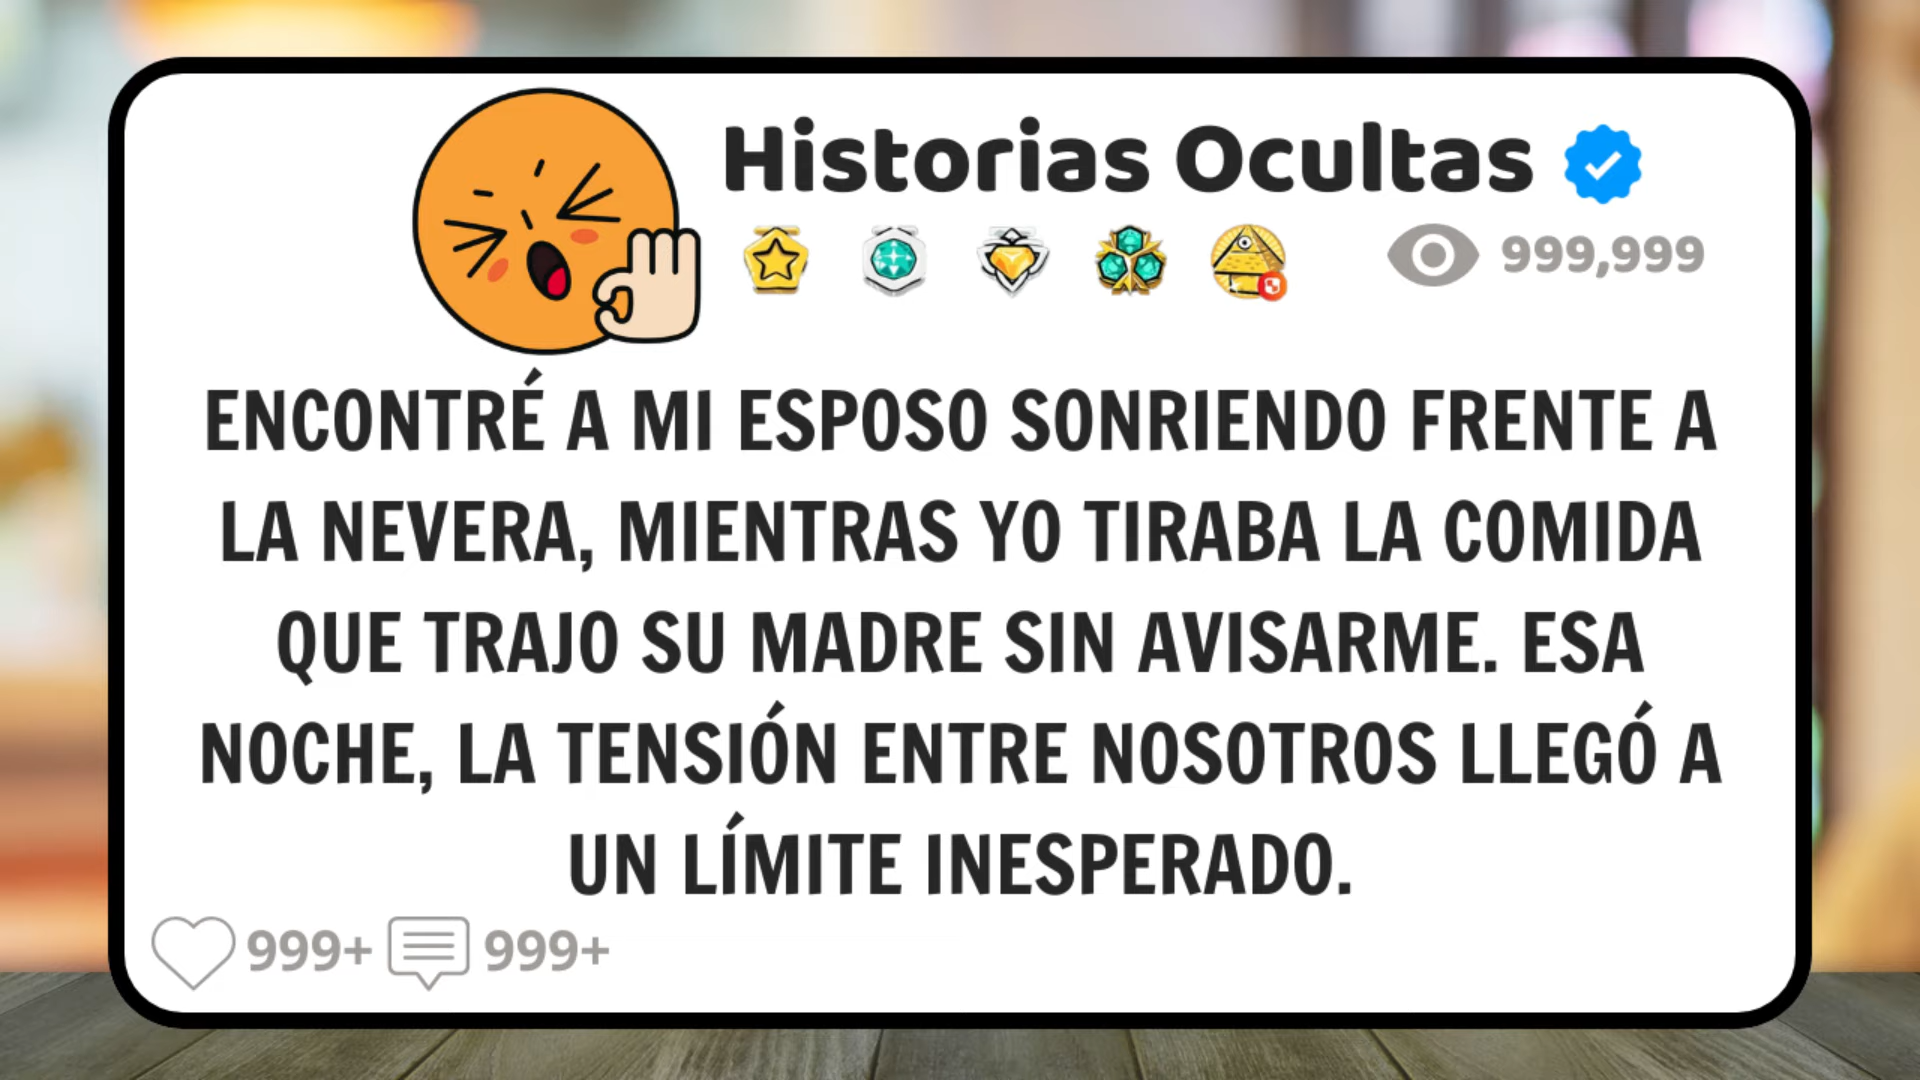 Historias Ocultas
999,999
ENCONTRÉ A MI ESPOSO SONRIENDO FRENTE A
LA NEVERA, MIENTRAS YO TIRABA LA COMIDA
QUE TRAJO SU MADRE SIN AVISARME. ESA
NOCHE, LA TENSIÓN ENTRE NOSOTROS LLEGÓ A
UN LÍMITE INESPERADO.
999+ 999+